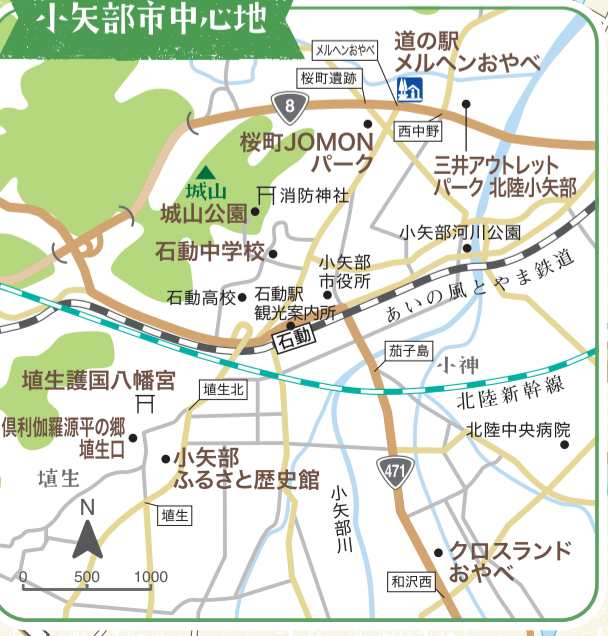 小矢部市中心地
道の駅
メルヘンおやべ
メルヘンおやべ
桜町遺跡
8
西中野
桜町JOMON
パーク
三井アウトレット
パーク 北陸小矢部
城山
消防神社
城山公園
小矢部河川公園
石動中学校
小矢部
市役所
石動高校
石動駅
観光案内所
あいの風とやま鉄道
石動
茄子島
小神
埴生護国八幡宮
埴生北
北陸新幹線
倶利伽羅源平の郷
埴生口
北陸中央病院
小矢部
ふるさと歴史館
埴生
471
小矢部川
N
埴生
クロスランド
おやべ
0 500 1000
和沢西